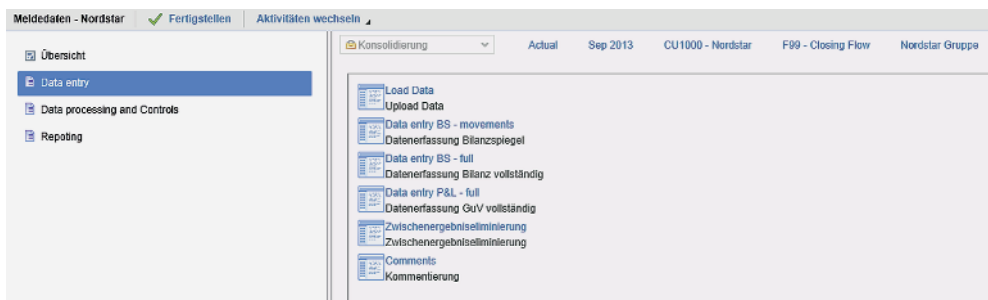 Meldedaten - Nordstar Fertigstellen Aktivitäten wechseln
Konsolidierung Actual Sep 2013 CU1000 - Nordstar F99 - Closing Flow Nordstar Gruppe
Übersicht
Data entry
Data processing and Controls
Repoting
Load Data
Upload Data
Data entry BS - movements
Datenerfassung Bilanzspiegel
Data entry BS - full
Datenerfassung Bilanz vollständig
Data entry P&L - full
Datenerfassung GuV vollständig
Zwischenergebniseliminierung
Zwischenergebniseliminierung
Comments
Kommentierung